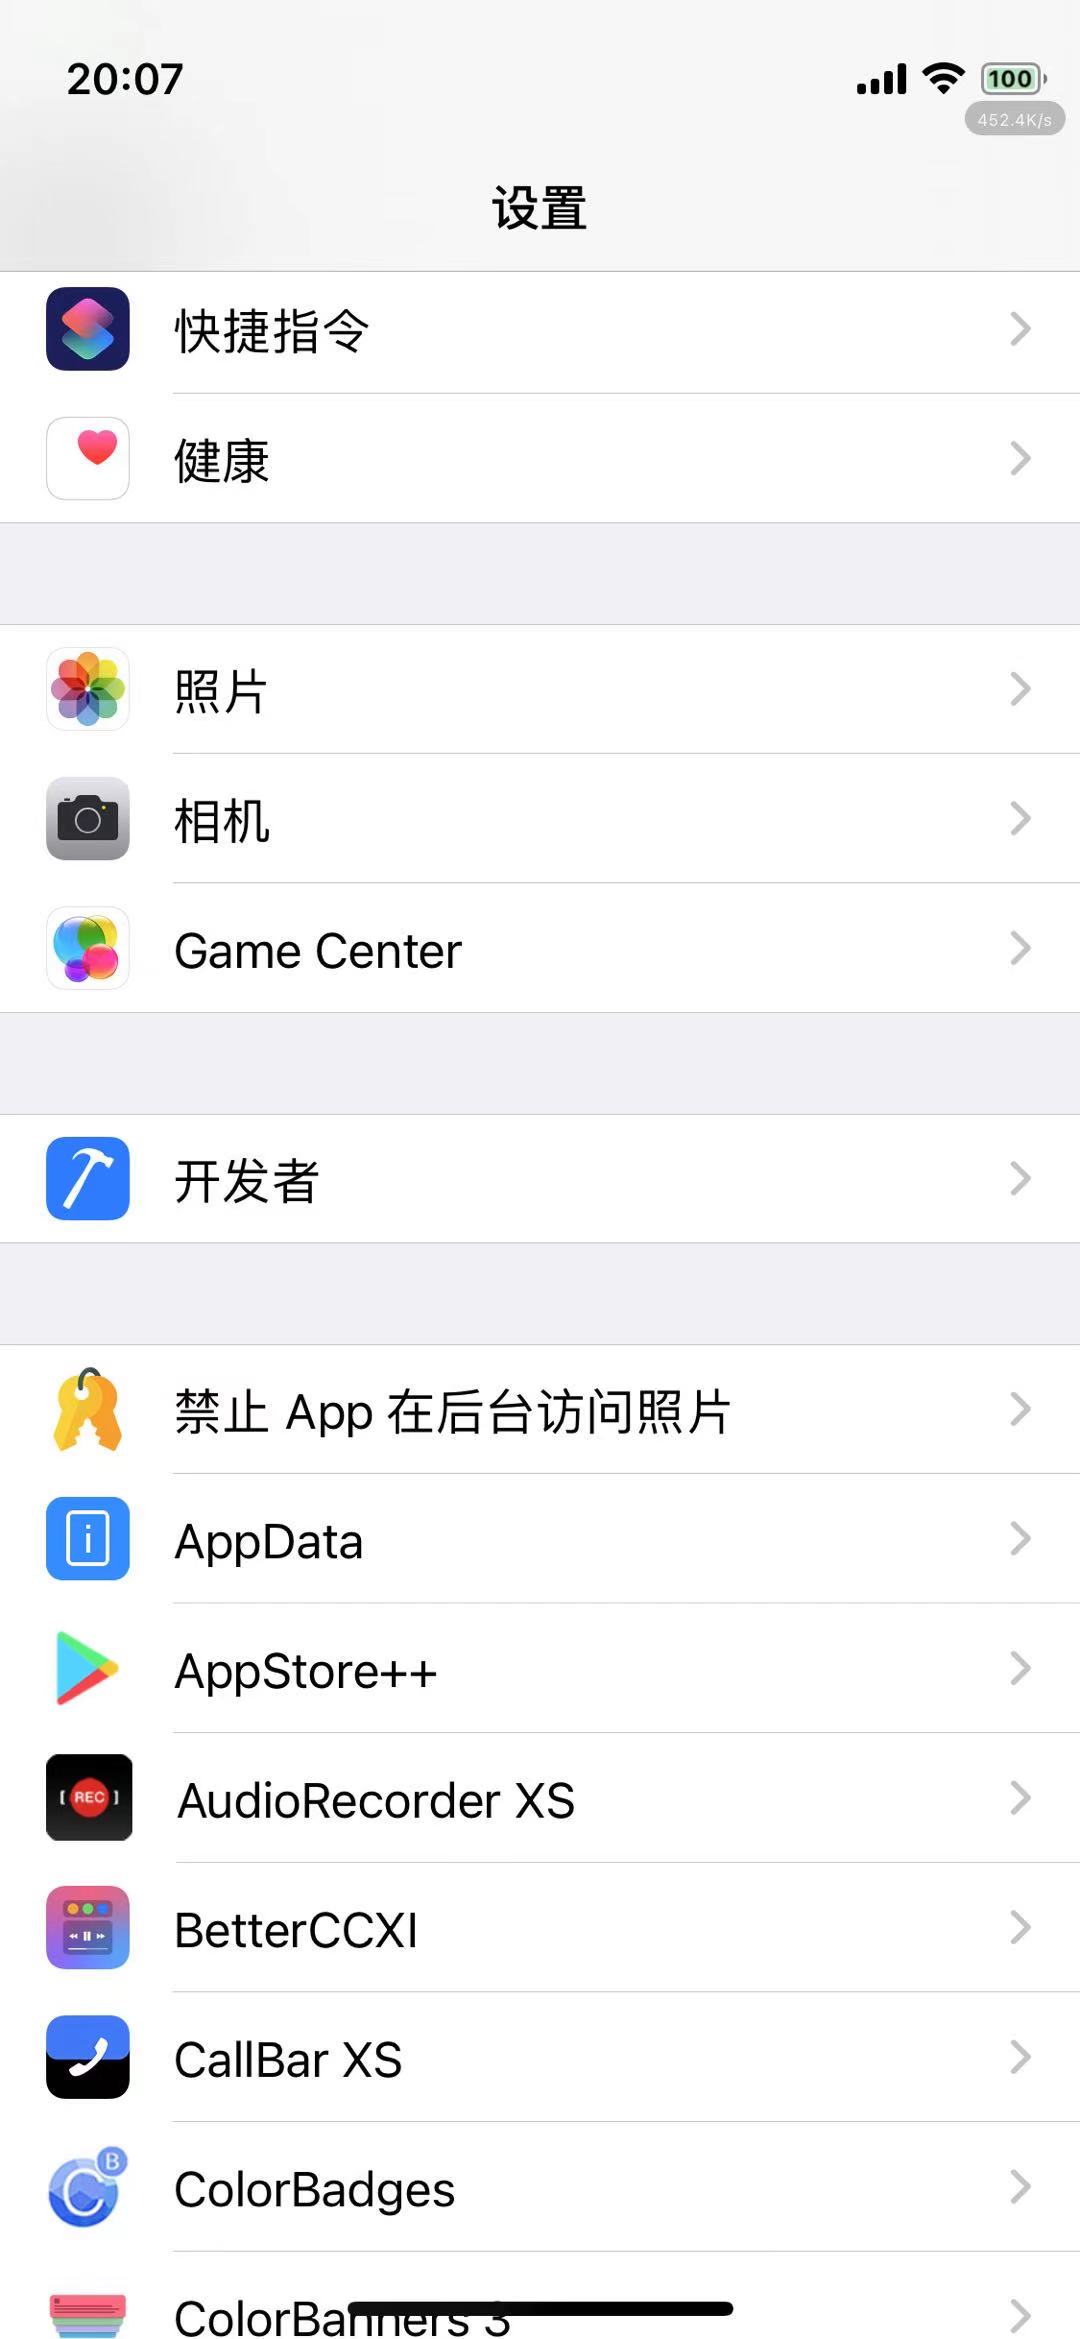 20:07
100
452.4K/s
设置
快捷指令
健康
照片
相机
Game Center
开发者
禁止 App 在后台访问照片
AppData
AppStore++
[ REC ]
AudioRecorder XS
BetterCCXI
CallBar XS
B
C
ColorBadges
ColorBanners 3